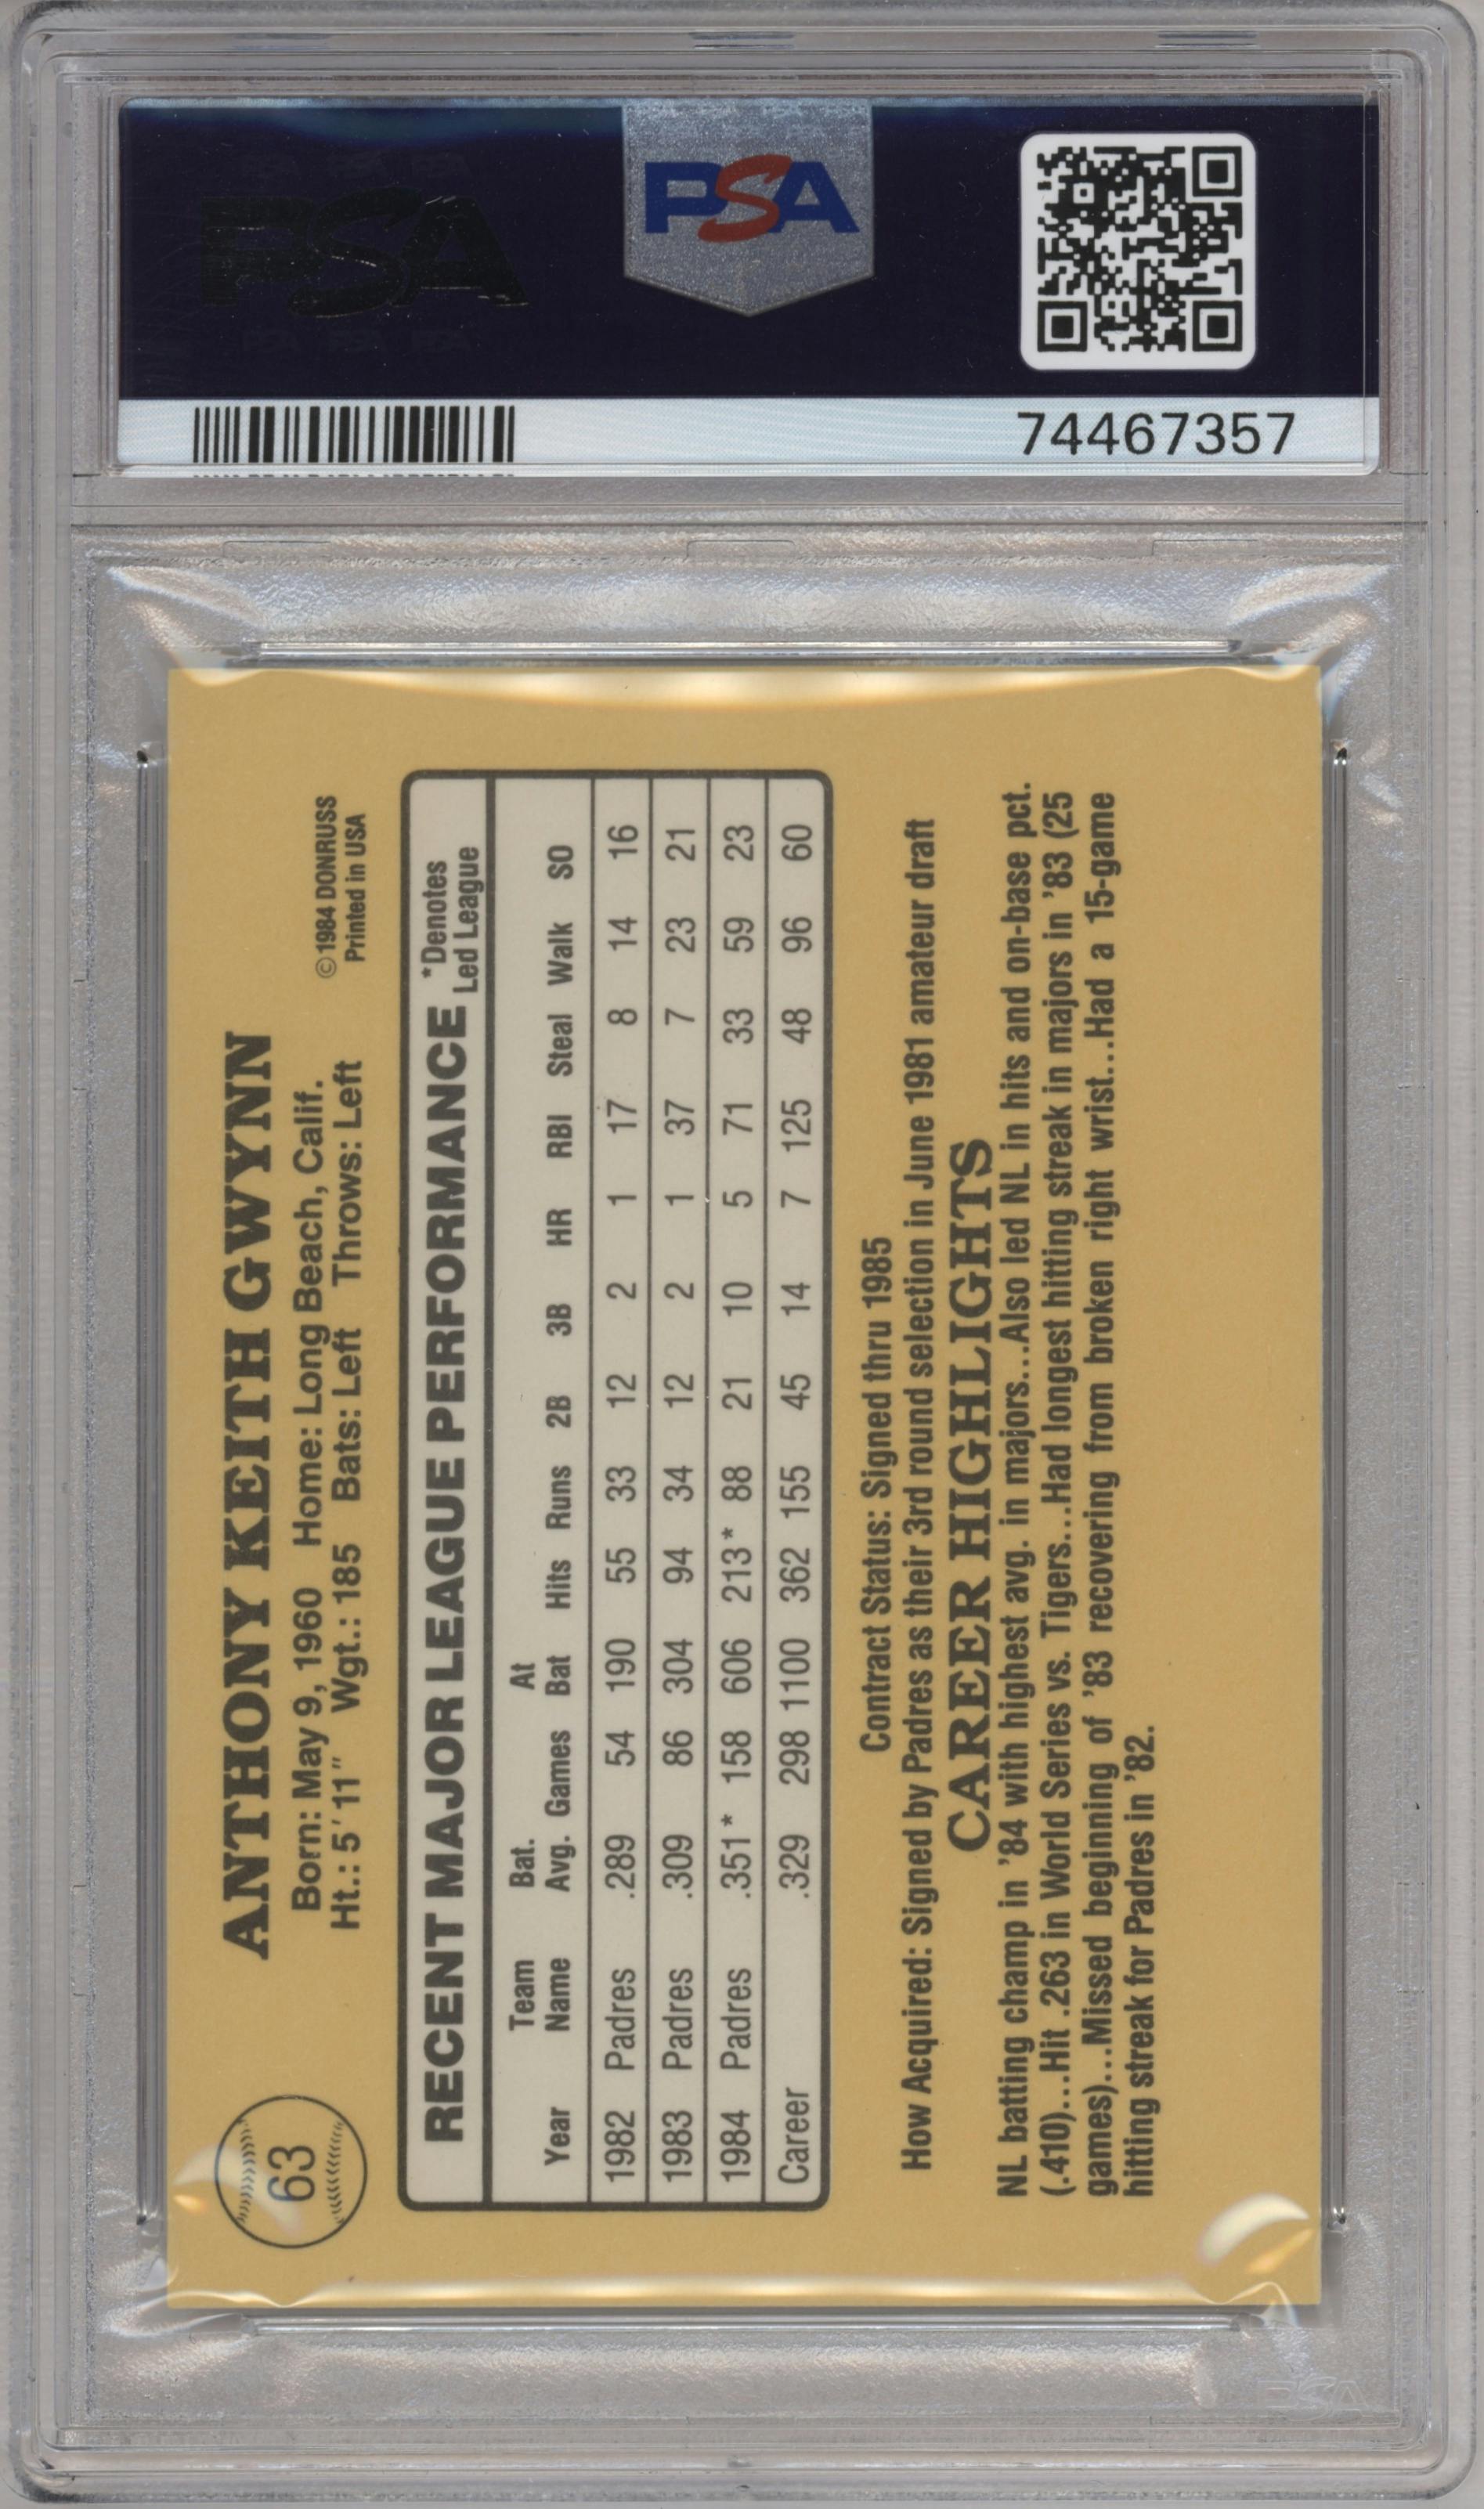 PSA
PSA
74467357
63
ANTHONY KEITH GWYNN
Born: May 9, 1960 Home: Long Beach, Calif.
Ht.: 5' 11" Wgt.: 185 Bats: Left Throws: Left
©1984 DONRUSS
Printed in USA
RECENT MAJOR LEAGUE PERFORMANCE *Denotes
Led League
Year Team Name Bat. Avg. Games At Bat Hits Runs 2B 3B HR RBI Steal Walk SO
1982 Padres .289 54 190 55 33 12 2 1 17 8 14 16
1983 Padres .309 86 304 94 34 12 2 1 37 7 23 21
1984 Padres .351* 158 606 213* 88 21 10 5 71 33 59 23
Career .329 298 1100 362 155 45 14 7 125 48 96 60
Contract Status: Signed thru 1985
How Acquired: Signed by Padres as their 3rd round selection in June 1981 amateur draft
CAREER HIGHLIGHTS
NL batting champ in '84 with highest avg. in majors...Also led NL in hits and on-base pct.
(.410)...Hit .263 in World Series vs. Tigers...Had longest hitting streak in majors in '83 (25
games)...Missed beginning of '83 recovering from broken right wrist...Had a 15-game
hitting streak for Padres in '82.
PSA